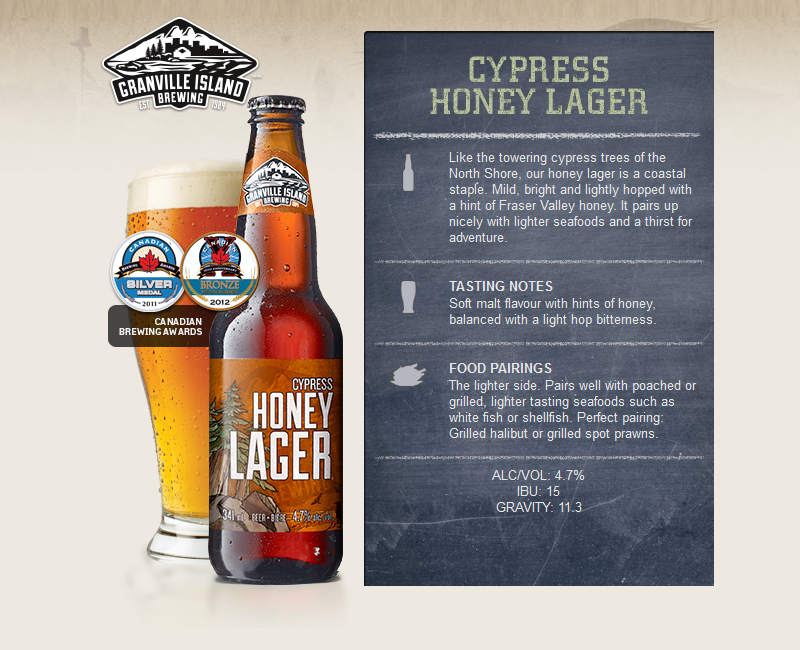 GRANVILLE ISLAND
EST. BREWING 1984
CYPRESS
HONEY LAGER
Like the towering cypress trees of the
North Shore, our honey lager is a coastal
staple. Mild, bright and lightly hopped with
a hint of Fraser Valley honey. It pairs up
nicely with lighter seafoods and a thirst for
adventure.
TASTING NOTES
Soft malt flavour with hints of honey,
balanced with a light hop bitterness.
FOOD PAIRINGS
The lighter side. Pairs well with poached or
grilled, lighter tasting seafoods such as
white fish or shellfish. Perfect pairing:
Grilled halibut or grilled spot prawns.
ALC/VOL: 4.7%
IBU: 15
GRAVITY: 11.3
GRANVILLE ISLAND
BREWING
CANADIAN
BREWING AWARDS
SILVER
MEDAL
2011
CANADIAN
BRONZE
2012
CANADIAN
BREWING AWARDS
CYPRESS
HONEY
LAGER
341 mL BEER • BIÈRE 4.7% alc./vol.